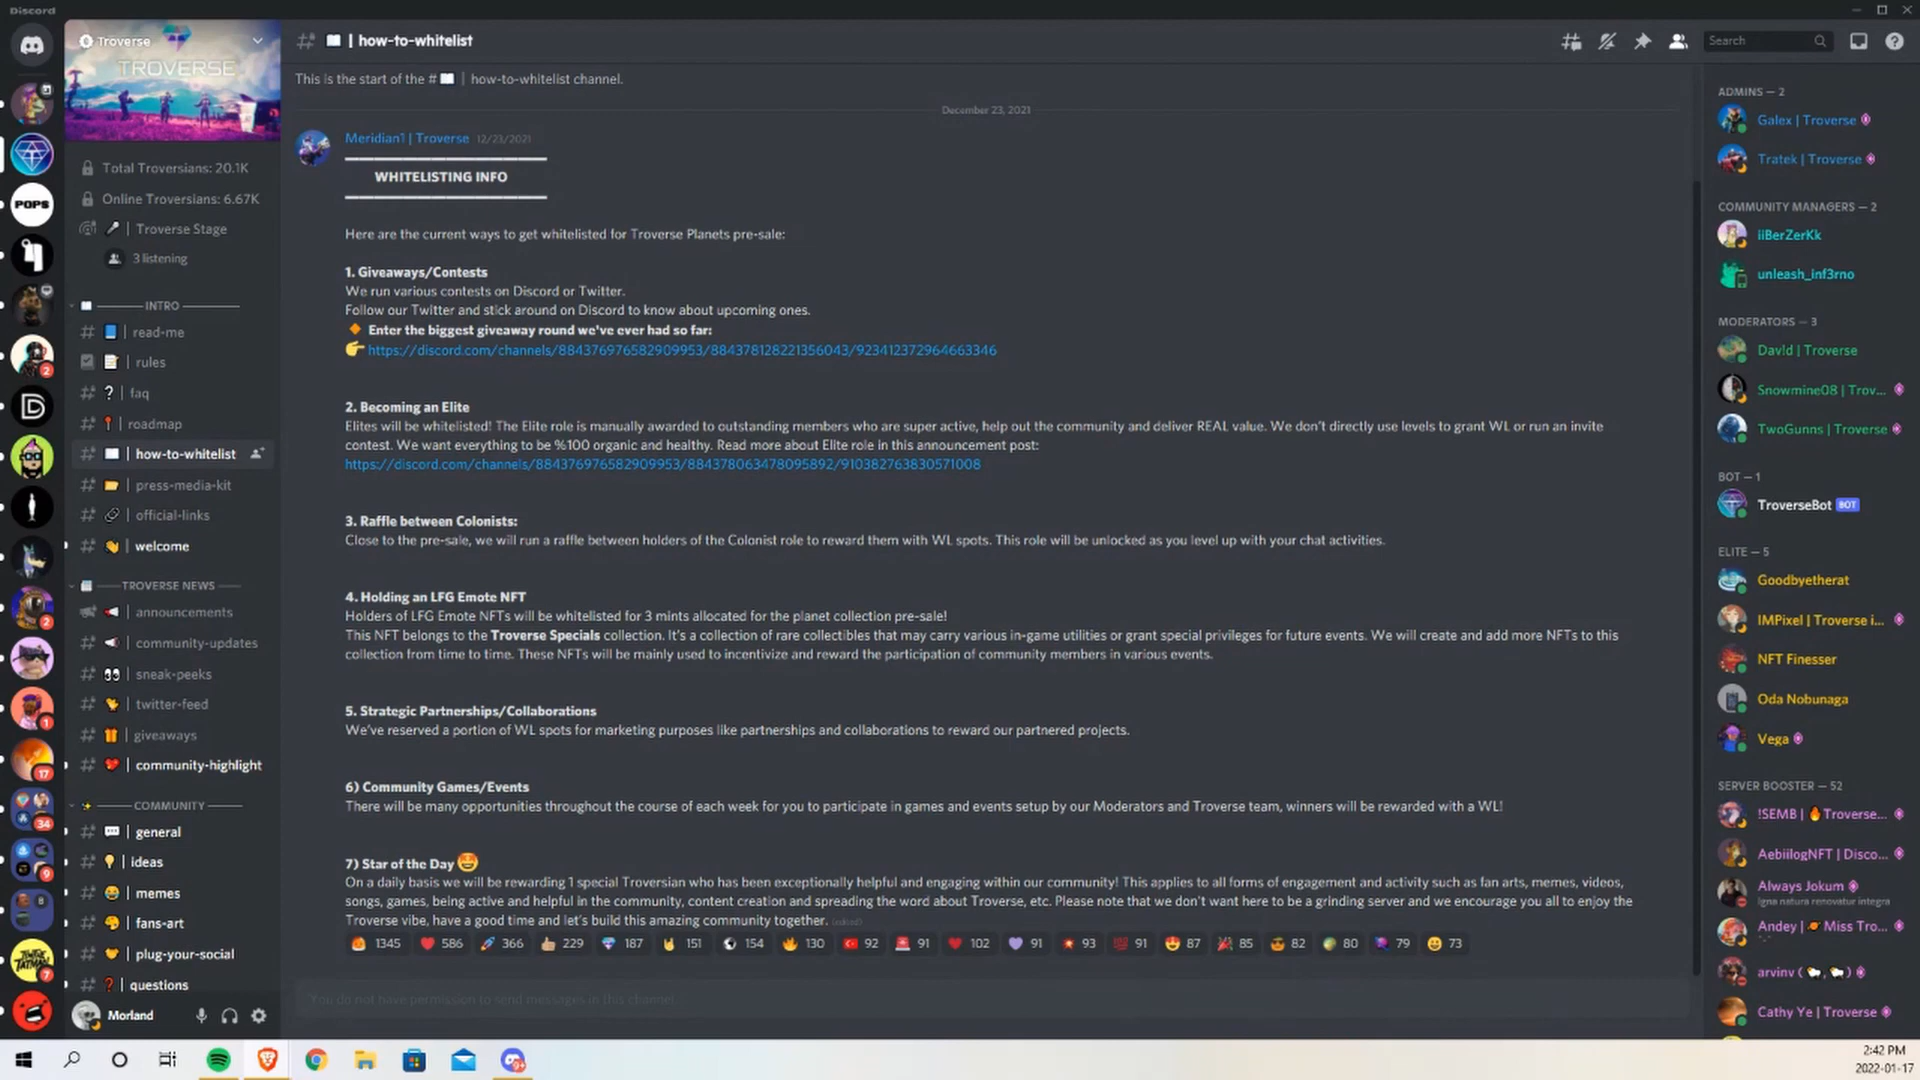 Discord
Troverse
TROVERSE
Total Troversians: 20.1K
Online Troversians: 6.67K
| Troverse Stage
3 listening
INTRO
| read-me
| rules
| faq
| roadmap
| how-to-whitelist
| press-media-kit
| official-links
| welcome
TROVERSE NEWS
| announcements
| community-updates
| sneak-peeks
| twitter-feed
| giveaways
| community-highlight
COMMUNITY
| general
| ideas
| memes
| fans-art
| plug-your-social
| questions
Morland
POPS
2
1
17
34
9
8
7
2
| how-to-whitelist
Search
This is the start of the # | how-to-whitelist channel.
December 23, 2021
Meridian1 | Troverse 12/23/2021
WHITELISTING INFO
Here are the current ways to get whitelisted for Troverse Planets pre-sale:
1. Giveaways/Contests
We run various contests on Discord or Twitter.
Follow our Twitter and stick around on Discord to know about upcoming ones.
Enter the biggest giveaway round we've ever had so far:
https://discord.com/channels/884376976582909953/884378128221356043/923412372964663346
2. Becoming an Elite
Elites will be whitelisted! The Elite role is manually awarded to outstanding members who are super active, help out the community and deliver REAL value. We don't directly use levels to grant WL or run an invite
contest. We want everything to be %100 organic and healthy. Read more about Elite role in this announcement post:
https://discord.com/channels/884376976582909953/884378063478095892/910382763830571008
3. Raffle between Colonists:
Close to the pre-sale, we will run a raffle between holders of the Colonist role to reward them with WL spots. This role will be unlocked as you level up with your chat activities.
4. Holding an LFG Emote NFT
Holders of LFG Emote NFTs will be whitelisted for 3 mints allocated for the planet collection pre-sale!
This NFT belongs to the Troverse Specials collection. It's a collection of rare collectibles that may carry various in-game utilities or grant special privileges for future events. We will create and add more NFTs to this
collection from time to time. These NFTs will be mainly used to incentivize and reward the participation of community members in various events.
5. Strategic Partnerships/Collaborations
We've reserved a portion of WL spots for marketing purposes like partnerships and collaborations to reward our partnered projects.
6) Community Games/Events
There will be many opportunities throughout the course of each week for you to participate in games and events setup by our Moderators and Troverse team, winners will be rewarded with a WL!
7) Star of the Day
On a daily basis we will be rewarding 1 special Troversian who has been exceptionally helpful and engaging within our community! This applies to all forms of engagement and activity such as fan arts, memes, videos,
songs, games, being active and helpful in the community, content creation and spreading the word about Troverse, etc. Please note that we don't want here to be a grinding server and we encourage you all to enjoy the
Troverse vibe, have a good time and let's build this amazing community together. (edited)
1345 586 366 229 187 151 154 130 92 91 102 91 93 91 87 85 82 80 79 73
You do not have permission to send messages in this channel
ADMINS — 2
Galex | Troverse
Tratek | Troverse
COMMUNITY MANAGERS — 2
iiBerZerKk
unleash_inf3rno
MODERATORS — 3
Dav!d | Troverse
Snowmine08 | Trov...
TwoGunns | Troverse
BOT — 1
TroverseBot BOT
ELITE — 5
Goodbyetherat
IMPixel | Troverse i...
NFT Finesser
Oda Nobunaga
Vega
SERVER BOOSTER — 52
!SEMB | Troverse...
AebiilogNFT | Disco...
Always Jokum
Igna natura renovatur integra
Andey | Miss Tro...
arvinv ( , )
Cathy Ye | Troverse
2:42 PM
2022-01-17